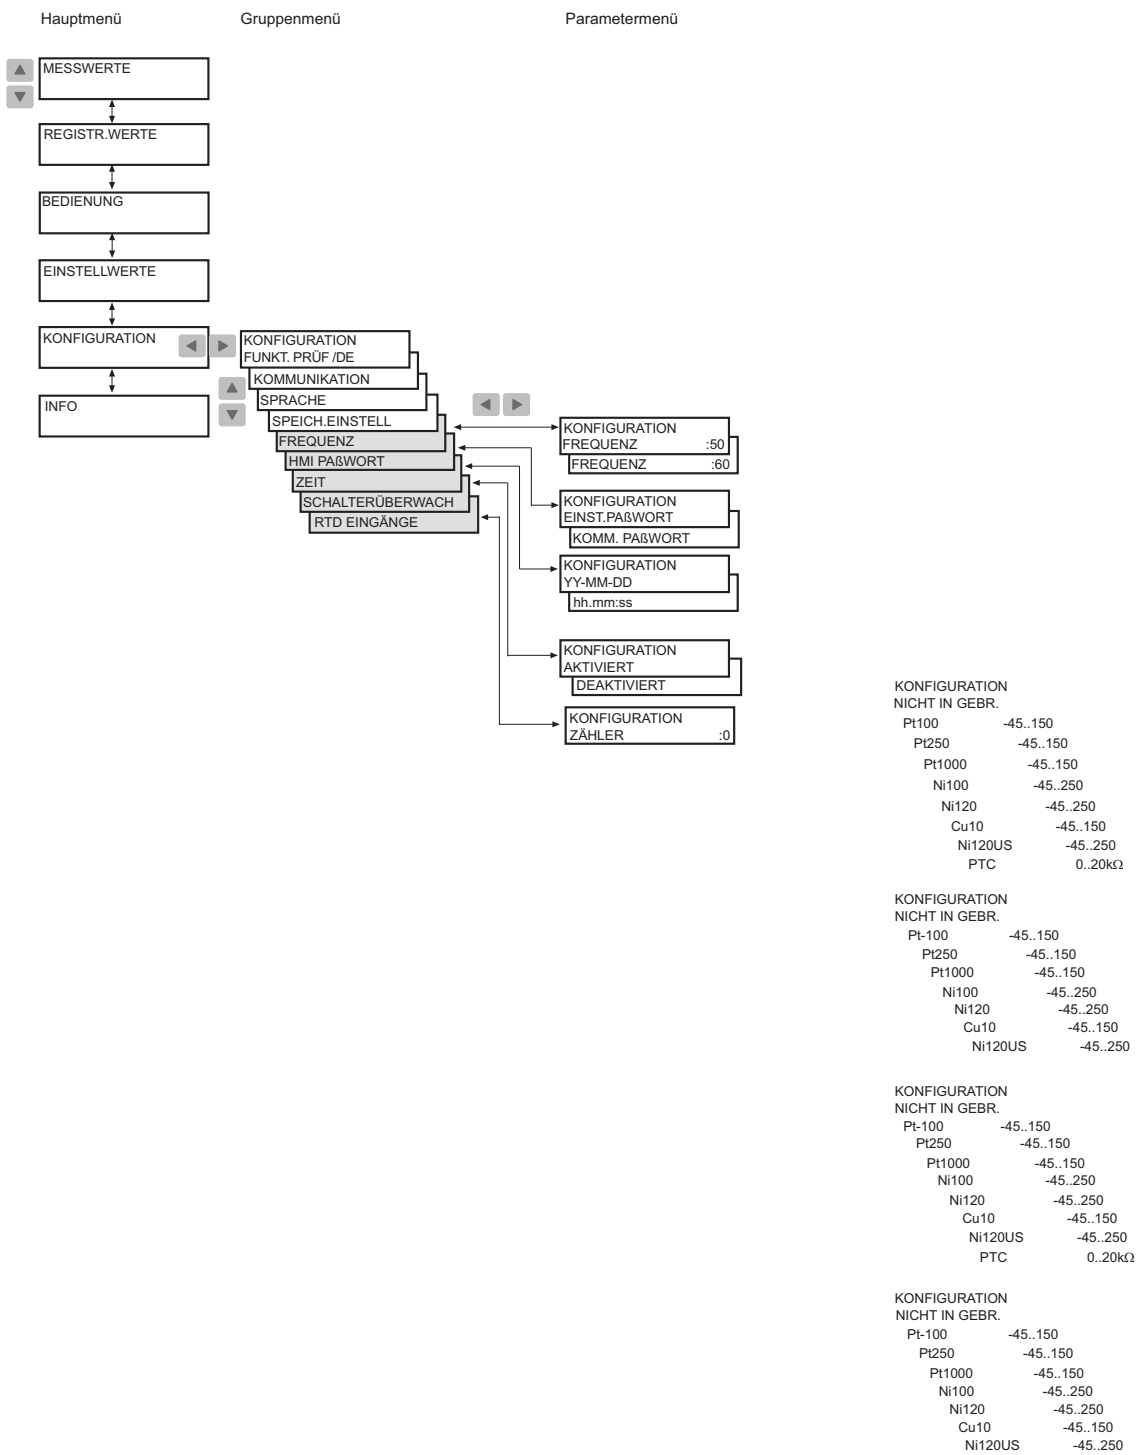 Hauptmenü
Gruppenmenü
Parametermenü
MESSWERTE
REGISTR.WERTE
BEDIENUNG
EINSTELLWERTE
KONFIGURATION
INFO
KONFIGURATION
FUNKT. PRÜF /DE
KOMMUNIKATION
SPRACHE
SPEICH.EINSTELL
FREQUENZ
HMI PAßWORT
ZEIT
SCHALTERÜBERWACH
RTD EINGÄNGE
KONFIGURATION
FREQUENZ :50
FREQUENZ :60
KONFIGURATION
EINST.PAßWORT
KOMM. PAßWORT
KONFIGURATION
YY-MM-DD
hh.mm:ss
KONFIGURATION
AKTIVIERT
DEAKTIVIERT
KONFIGURATION
ZÄHLER :0
KONFIGURATION
NICHT IN GEBR.
Pt100 -45..150
Pt250 -45..150
Pt1000 -45..150
Ni100 -45..250
Ni120 -45..250
Cu10 -45..150
Ni120US -45..250
PTC 0..20kΩ
KONFIGURATION
NICHT IN GEBR.
Pt-100 -45..150
Pt250 -45..150
Pt1000 -45..150
Ni100 -45..250
Ni120 -45..250
Cu10 -45..150
Ni120US -45..250
KONFIGURATION
NICHT IN GEBR.
Pt-100 -45..150
Pt250 -45..150
Pt1000 -45..150
Ni100 -45..250
Ni120 -45..250
Cu10 -45..150
Ni120US -45..250
PTC 0..20kΩ
KONFIGURATION
NICHT IN GEBR.
Pt-100 -45..150
Pt250 -45..150
Pt1000 -45..150
Ni100 -45..250
Ni120 -45..250
Cu10 -45..150
Ni120US -45..250